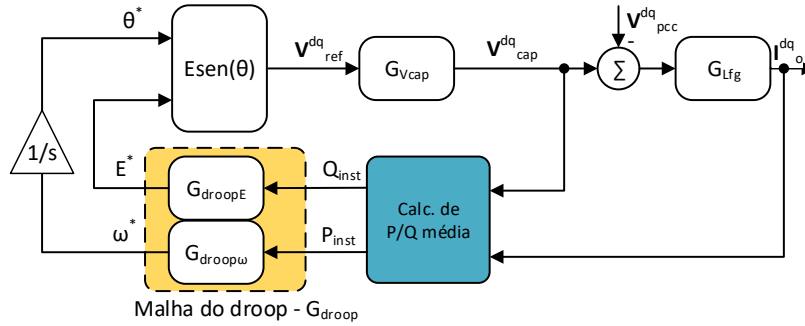 θ*
Esen(θ)
V^dq_ref
G_Vcap
V^dq_cap
V^dq_pcc
-
Σ
G_Lfg
I^dq_o
1/s
E*
G_droopE
Q_inst
Calc. de
P/Q média
ω*
G_droopω
P_inst
Malha do droop - G_droop